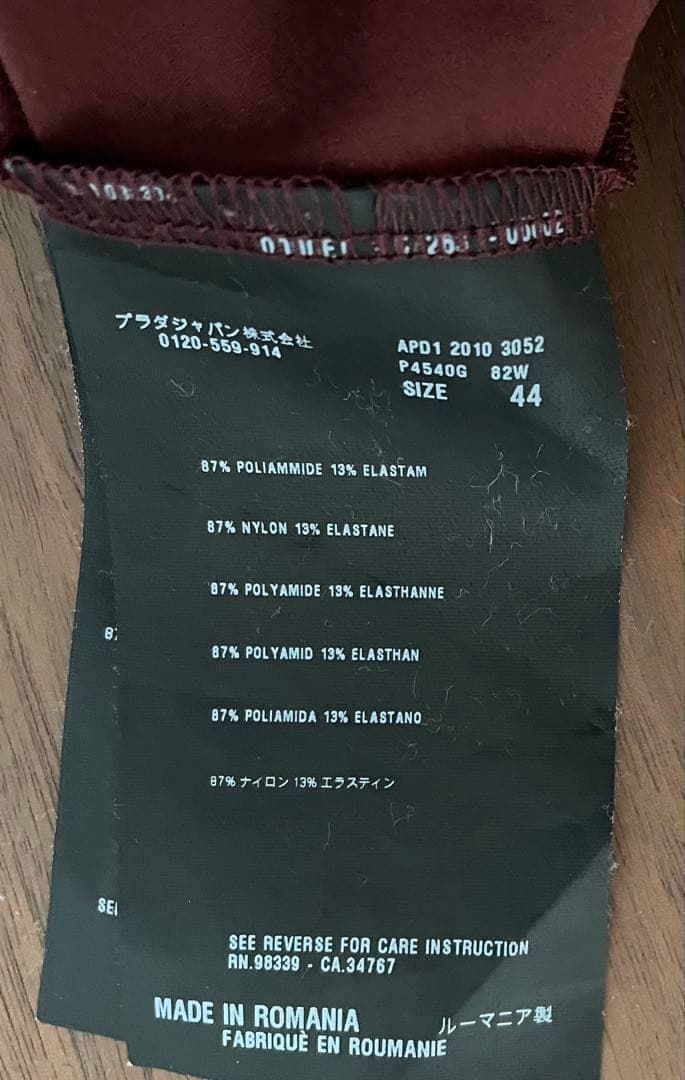 プラダジャパン株式会社
0120-559-914
APD1 2010 3052
P4540G 82W
SIZE 44
87% POLIAMMIDE 13% ELASTAM
87% NYLON 13% ELASTANE
87% POLYAMIDE 13% ELASTHANNE
87% POLYAMID 13% ELASTHAN
87% POLIAMIDA 13% ELASTANO
87% ナイロン 13% エラスティン
SEE REVERSE FOR CARE INSTRUCTION
RN.98339 - CA.34767
MADE IN ROMANIA
ルーマニア製
FABRIQUÈ EN ROUMANIE